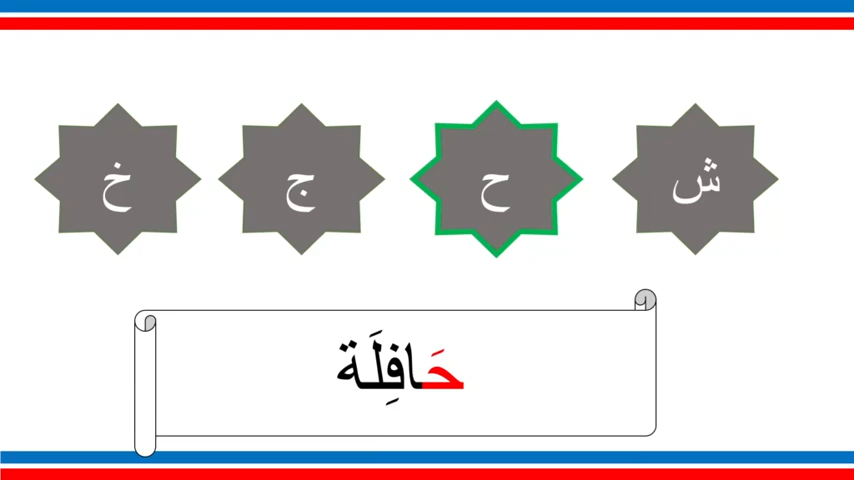 ش ح ج خ
حَافِلَة